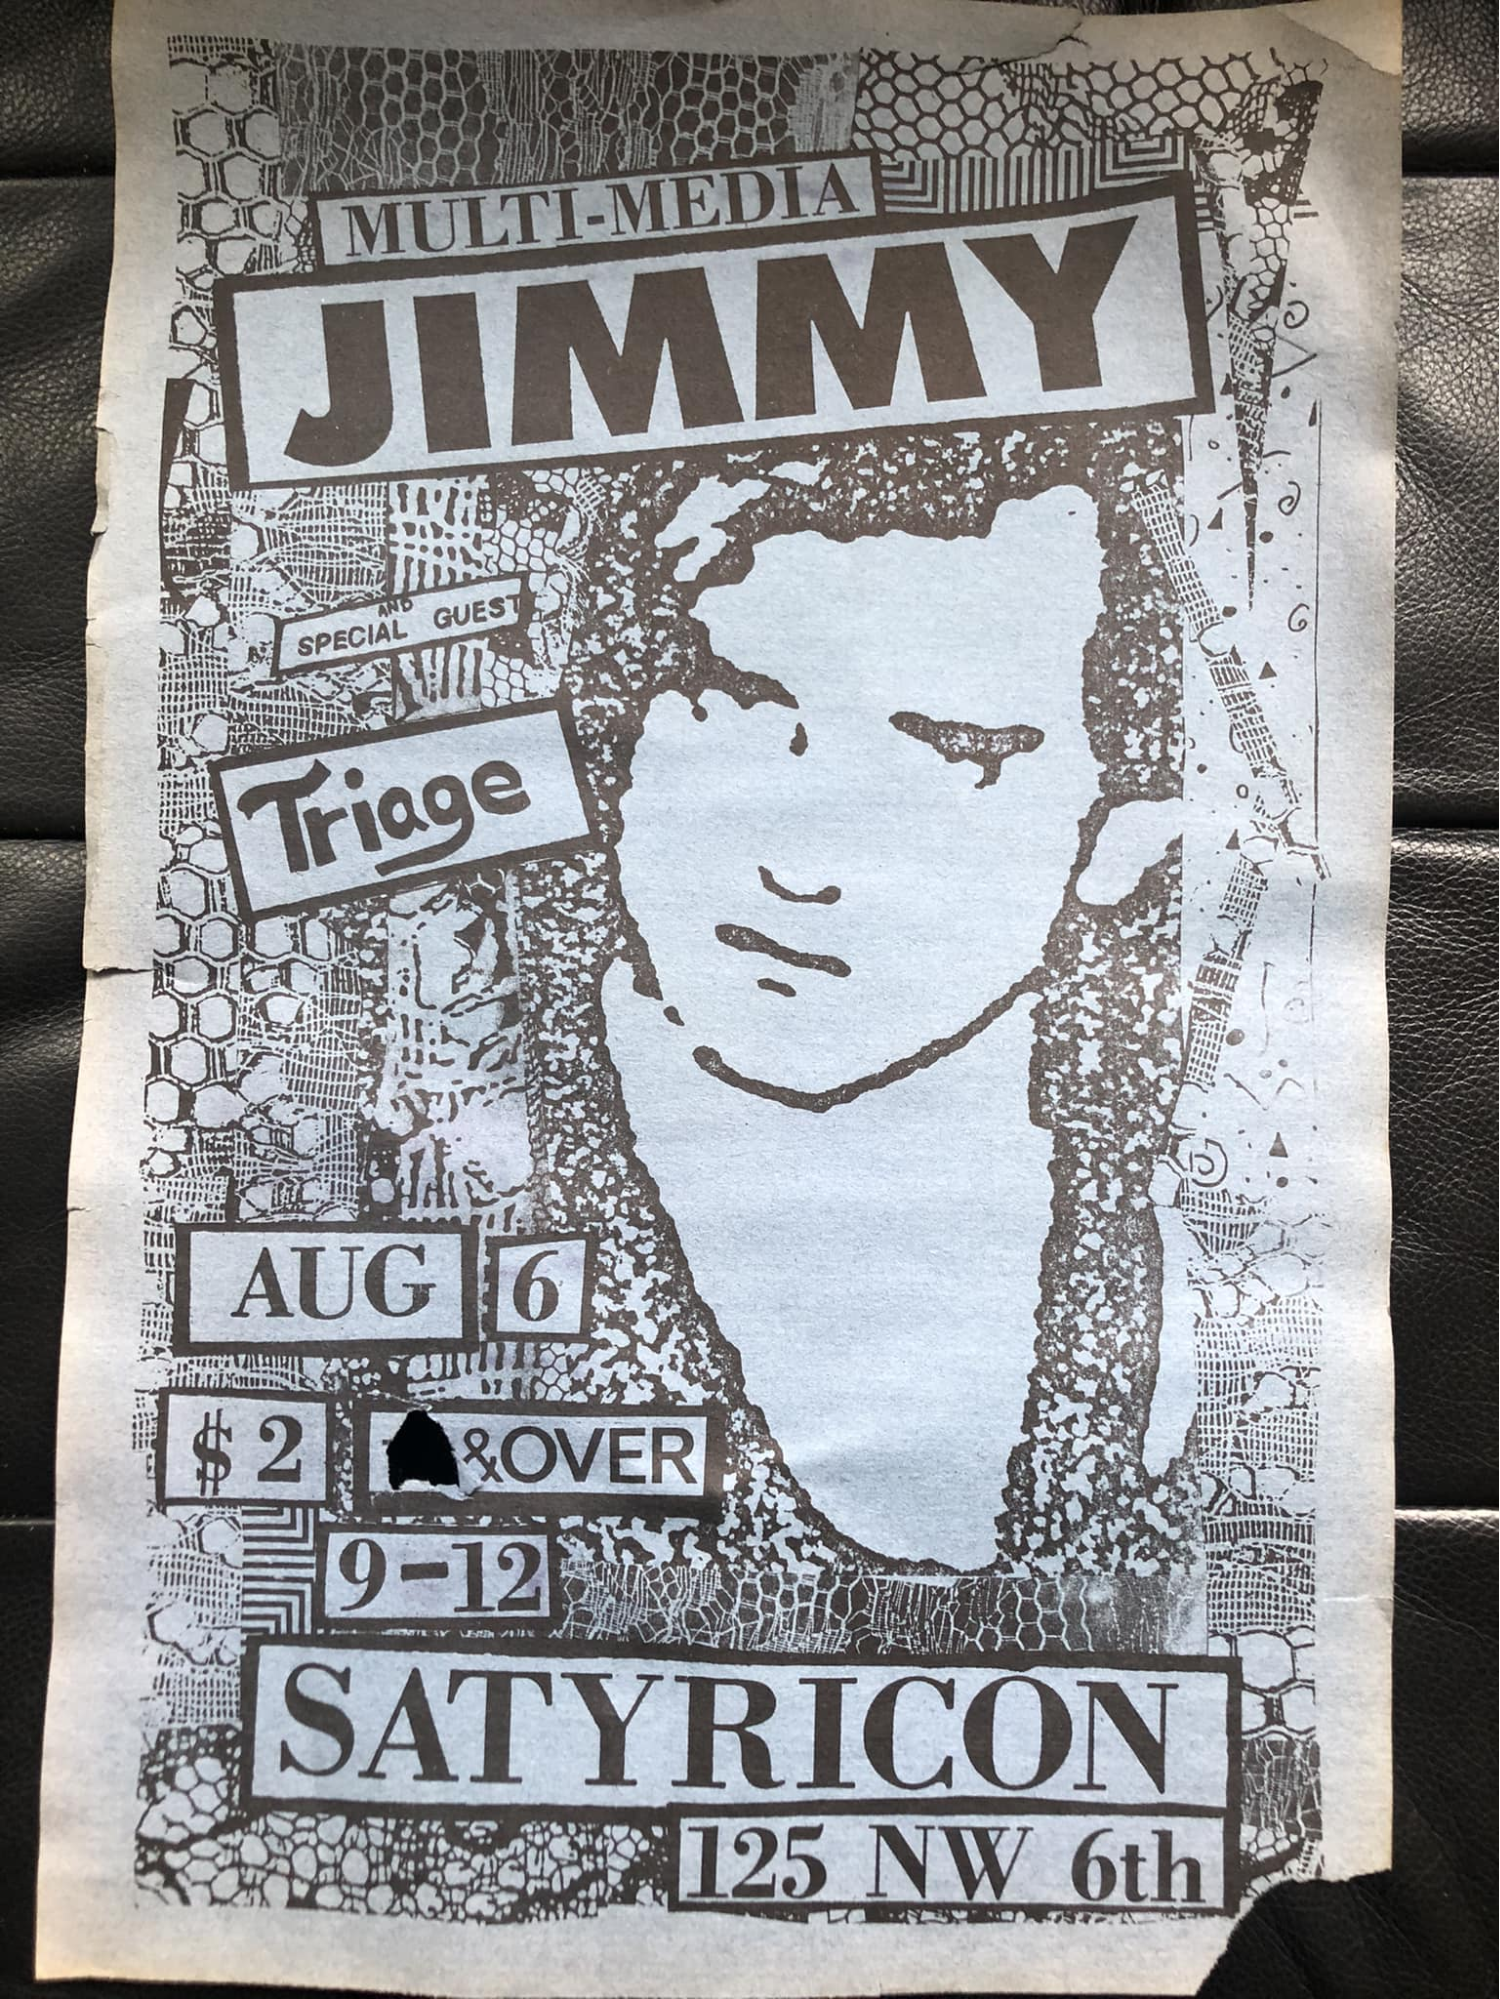 MULTI-MEDIA
JIMMY
AND
SPECIAL GUEST
Triage
AUG 6
$2 &OVER
9-12
SATYRICON
125 NW 6th